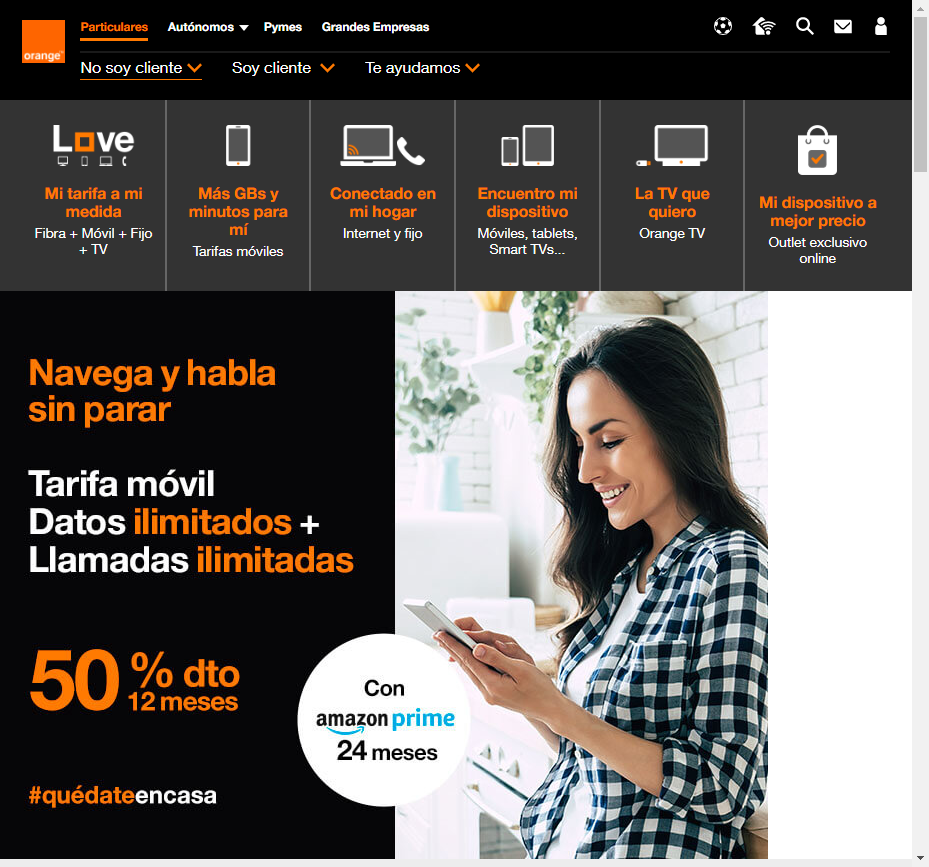 orange™
Particulares Autónomos Pymes Grandes Empresas
No soy cliente Soy cliente Te ayudamos
Love
Mi tarifa a mi
medida
Fibra + Móvil + Fijo
+ TV
Más GBs y
minutos para
mí
Tarifas móviles
Conectado en
mi hogar
Internet y fijo
Encuentro mi
dispositivo
Móviles, tablets,
Smart TVs...
La TV que
quiero
Orange TV
Mi dispositivo a
mejor precio
Outlet exclusivo
online
Navega y habla
sin parar
Tarifa móvil
Datos ilimitados +
Llamadas ilimitadas
50 % dto
12 meses
Con
amazon prime
24 meses
#quédateencasa